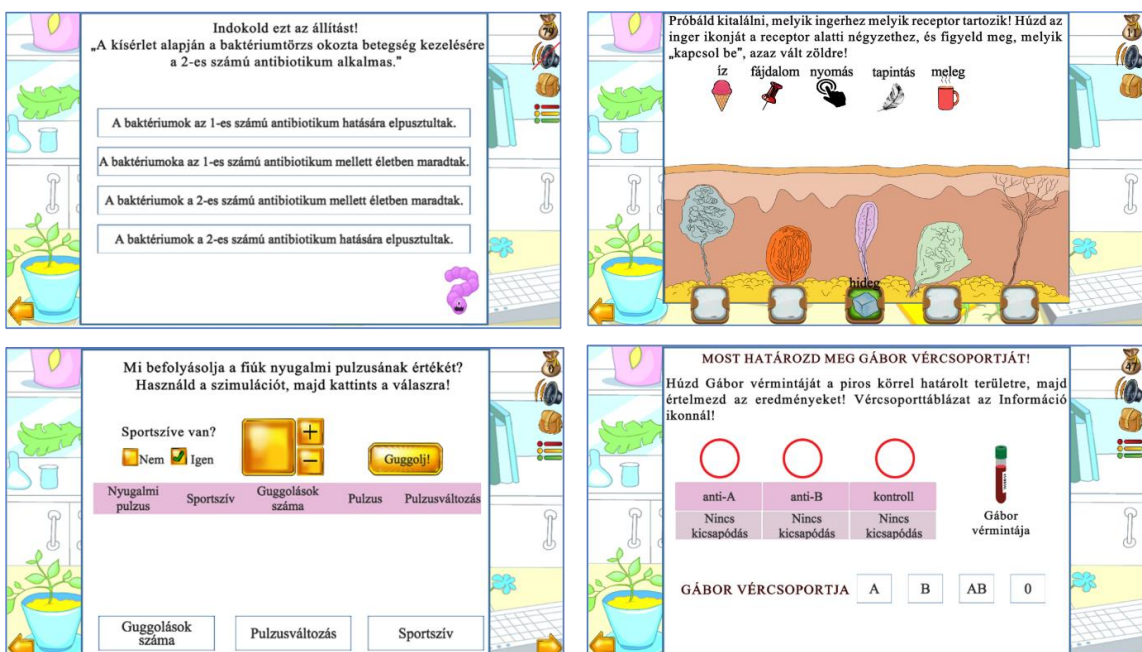 Indokold ezt az állítást!
„A kísérlet alapján a baktériumtörzs okozta betegség kezelésére
a 2-es számú antibiotikum alkalmas.”
79
A baktériumok az 1-es számú antibiotikum hatására elpusztultak.
A baktériumoka az 1-es számú antibiotikum mellett életben maradtak.
A baktériumok a 2-es számú antibiotikum mellett életben maradtak.
A baktériumok a 2-es számú antibiotikum hatására elpusztultak.
Próbáld kitalálni, melyik ingerhez melyik receptor tartozik! Húzd az
inger ikonját a receptor alatti négyzethez, és figyeld meg, melyik
„kapcsol be”, azaz vált zöldre!
11
íz fájdalom nyomás tapintás meleg
hideg
Mi befolyásolja a fiúk nyugalmi pulzusának értékét?
Használd a szimulációt, majd kattints a válaszra!
0
Sportszíve van?
Nem Igen
+
−
Guggolj!
Nyugalmi pulzus Sportszív Guggolások száma Pulzus Pulzusváltozás
Guggolások száma Pulzusváltozás Sportszív
MOST HATÁROZD MEG GÁBOR VÉRCSOPORTJÁT!
47
Húzd Gábor vérmintáját a piros körrel határolt területre, majd
értelmezd az eredményeket! Vércsoporttáblázat az Információ
ikonnál!
anti-A anti-B kontroll
Nincs kicsapódás Nincs kicsapódás Nincs kicsapódás
Gábor
vérmintája
GÁBOR VÉRCSOPORTJA A B AB 0